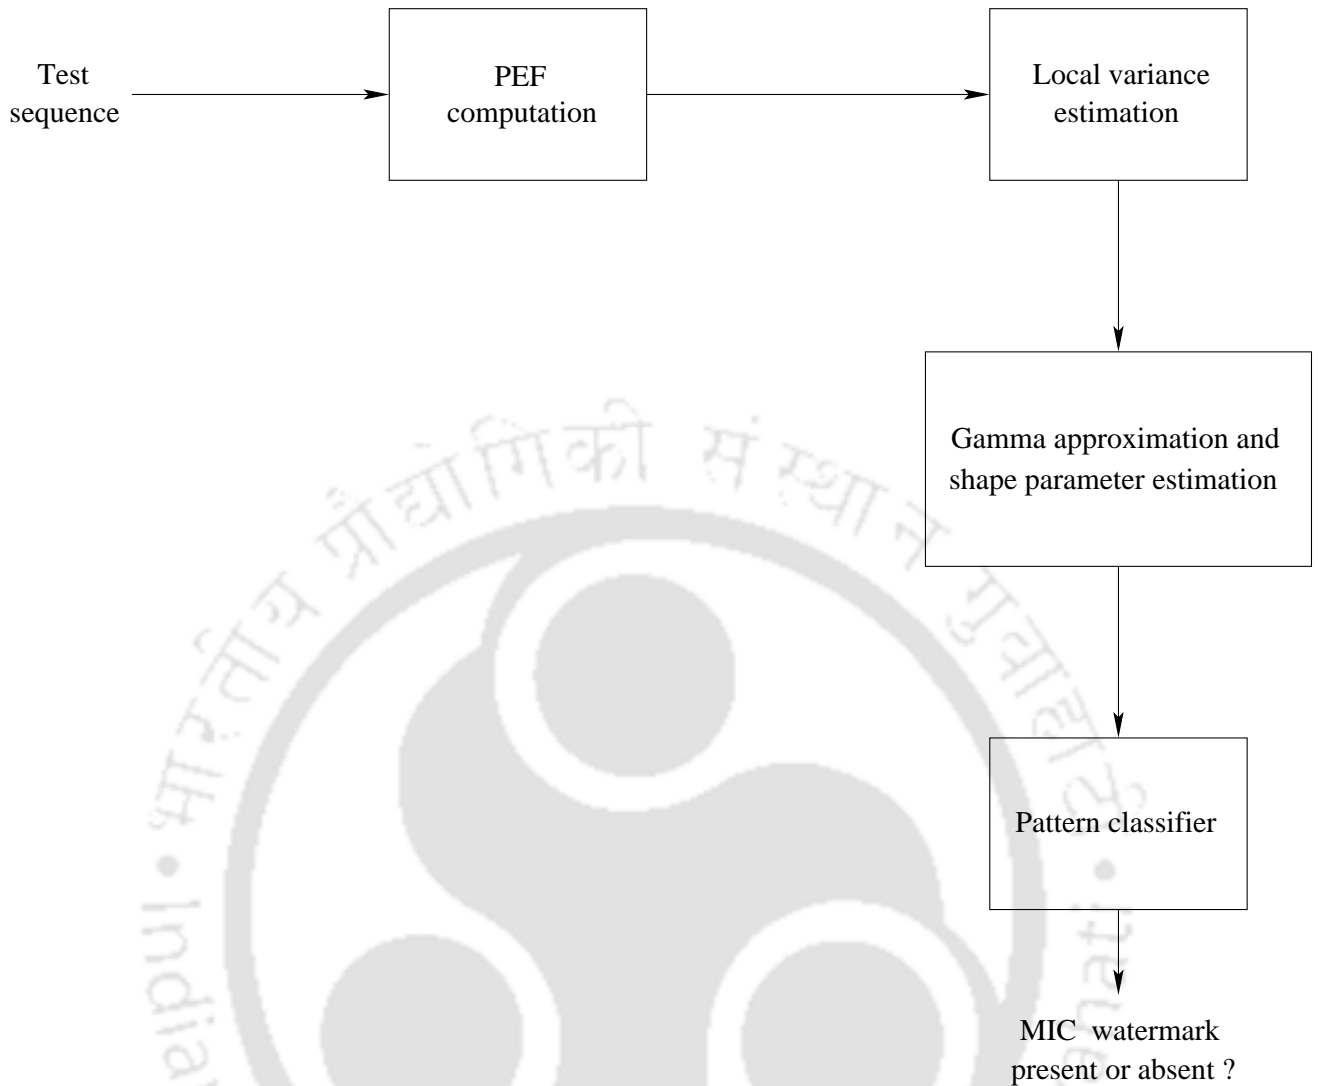 Test
sequence
PEF
computation
Local variance
estimation
Gamma approximation and
shape parameter estimation
Pattern classifier
MIC watermark
present or absent ?
भारतीय प्रौद्योगिकी संस्थान गुवाहाटी